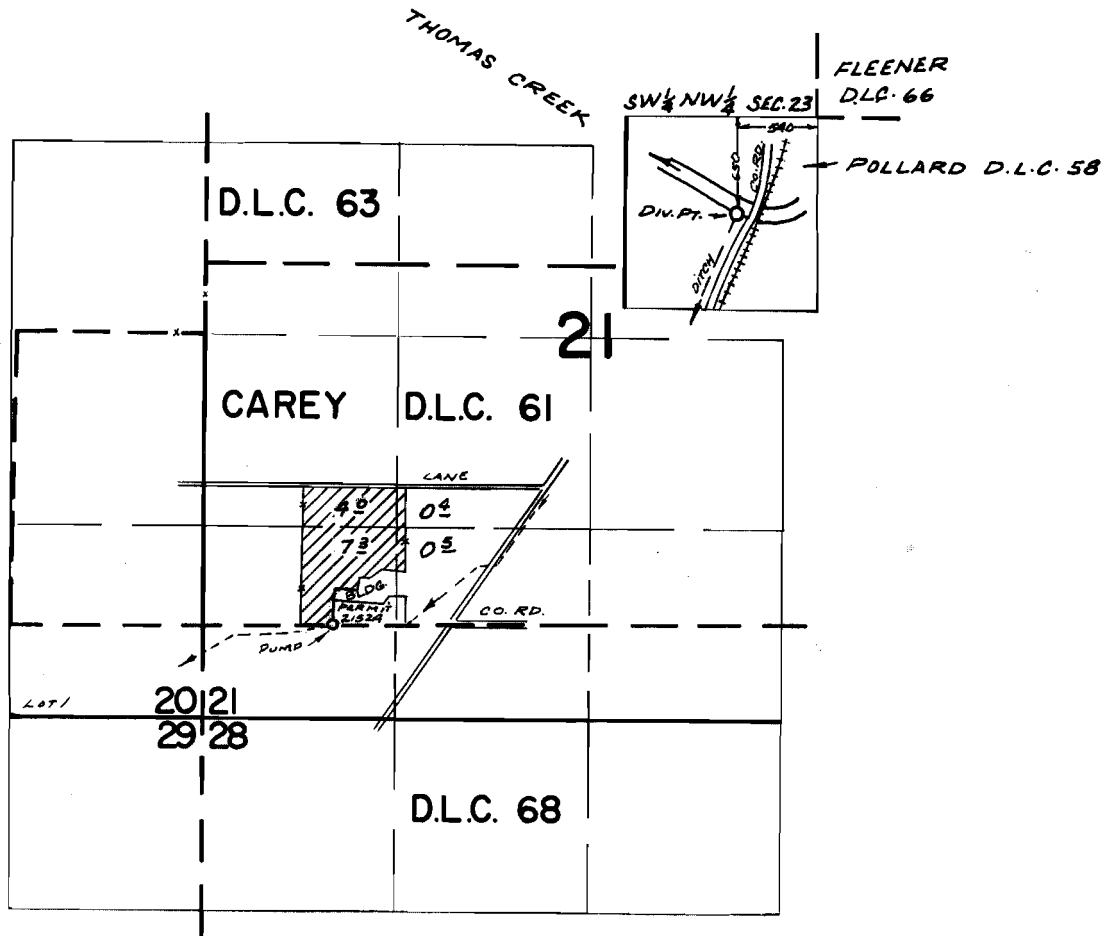 THOMAS CREEK
FLEENER
D.L.C. 66
SW¼ NW¼ SEC. 23
540
650
CO. RD.
POLLARD D.L.C. 58
DIV. PT.
DITCH
D.L.C. 63
21
CAREY D.L.C. 61
LANE
0 4
7 3
0 5
BLDG.
PERMIT
21524
CO. RD.
PUMP
LOT 1
20 21
29 28
D.L.C. 68